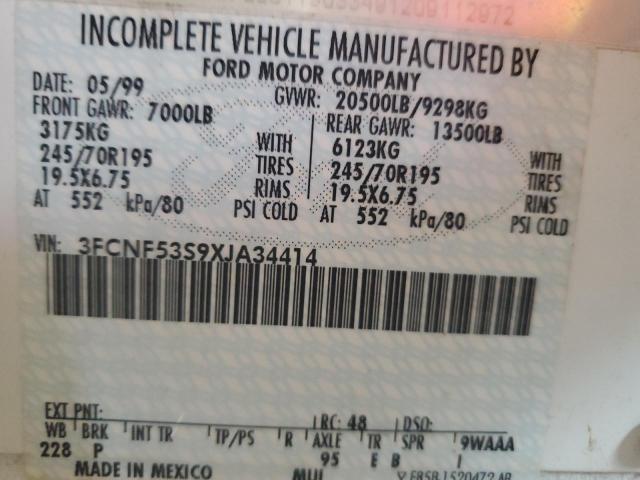 INCOMPLETE VEHICLE MANUFACTURED BY
FORD MOTOR COMPANY
DATE: 05/99
GVWR: 20500LB/9298KG
FRONT GAWR: 7000LB
REAR GAWR: 13500LB
3175KG WITH
6123KG WITH
245/70R195 TIRES
245/70R195 TIRES
19.5X6.75 RIMS
19.5X6.75 RIMS
AT 552 kPa/80 PSI COLD
AT 552 kPa/80 PSI COLD
VIN: 3FCNF53S9XJA34414
EXT PNT: RC: 48 DSO:
WB BRK INT TR TP/PS R AXLE TR SPR 9WAAA
228 P 95 E B I
MADE IN MEXICO